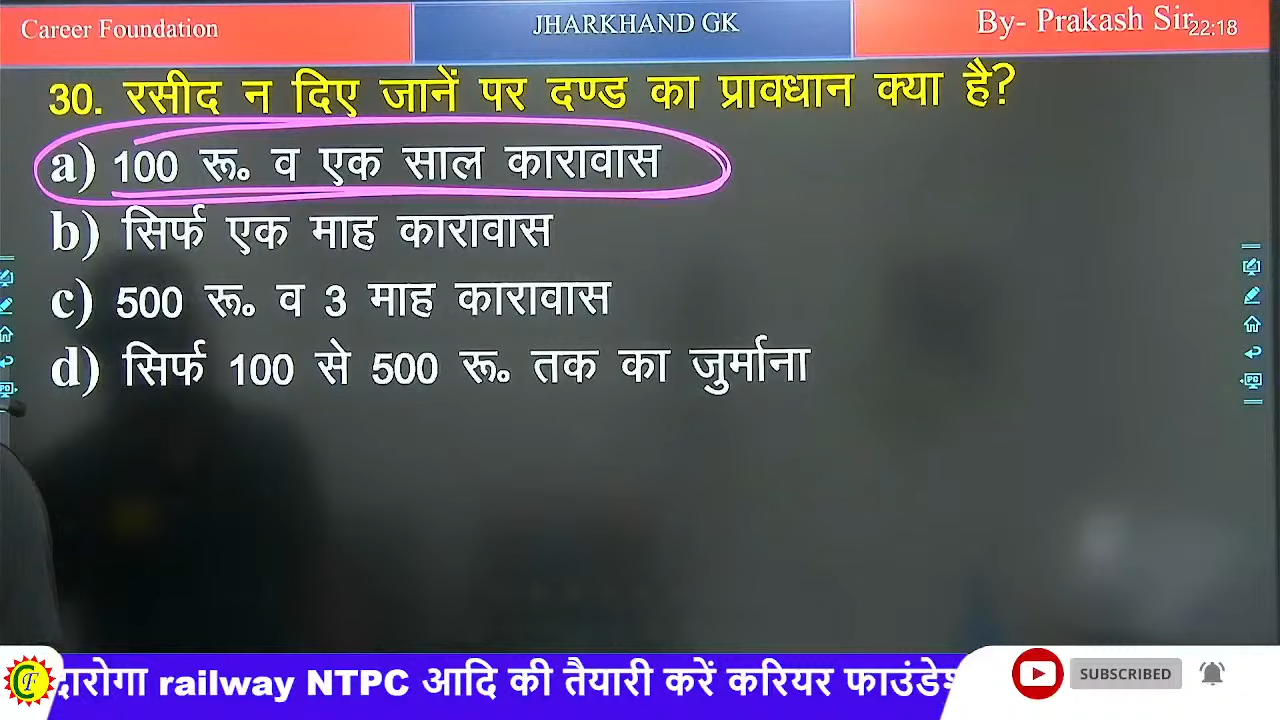 Career Foundation
JHARKHAND GK
By- Prakash Sir
22:18
30. रसीद न दिए जानें पर दण्ड का प्रावधान क्या है?
a) 100 रू॰ व एक साल कारावास
b) सिर्फ एक माह कारावास
c) 500 रू॰ व 3 माह कारावास
d) सिर्फ 100 से 500 रू॰ तक का जुर्माना
railway NTPC आदि की तैयारी करें करियर
SUBSCRIBED